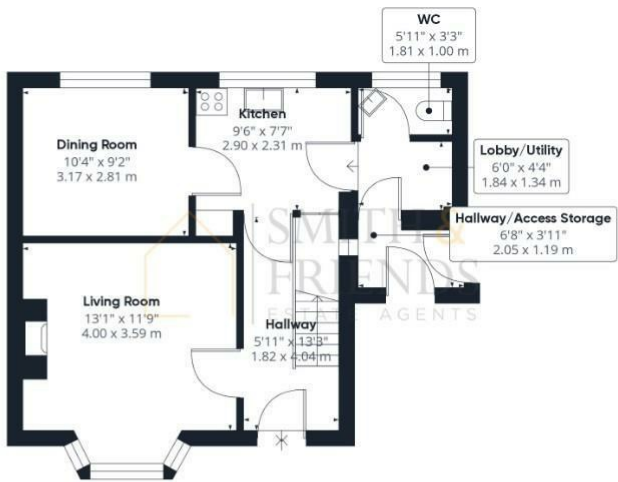 WC
5'11" x 3'3"
1.81 x 1.00 m
Kitchen
9'6" x 7'7"
2.90 x 2.31 m
Dining Room
10'4" x 9'2"
3.17 x 2.81 m
Lobby/Utility
6'0" x 4'4"
1.84 x 1.34 m
Hallway/Access Storage
6'8" x 3'11"
2.05 x 1.19 m
SMITH &
FRIENDS
ESTATE AGENTS
Living Room
13'1" x 11'9"
4.00 x 3.59 m
Hallway
5'11" x 13'3"
1.82 x 4.04 m